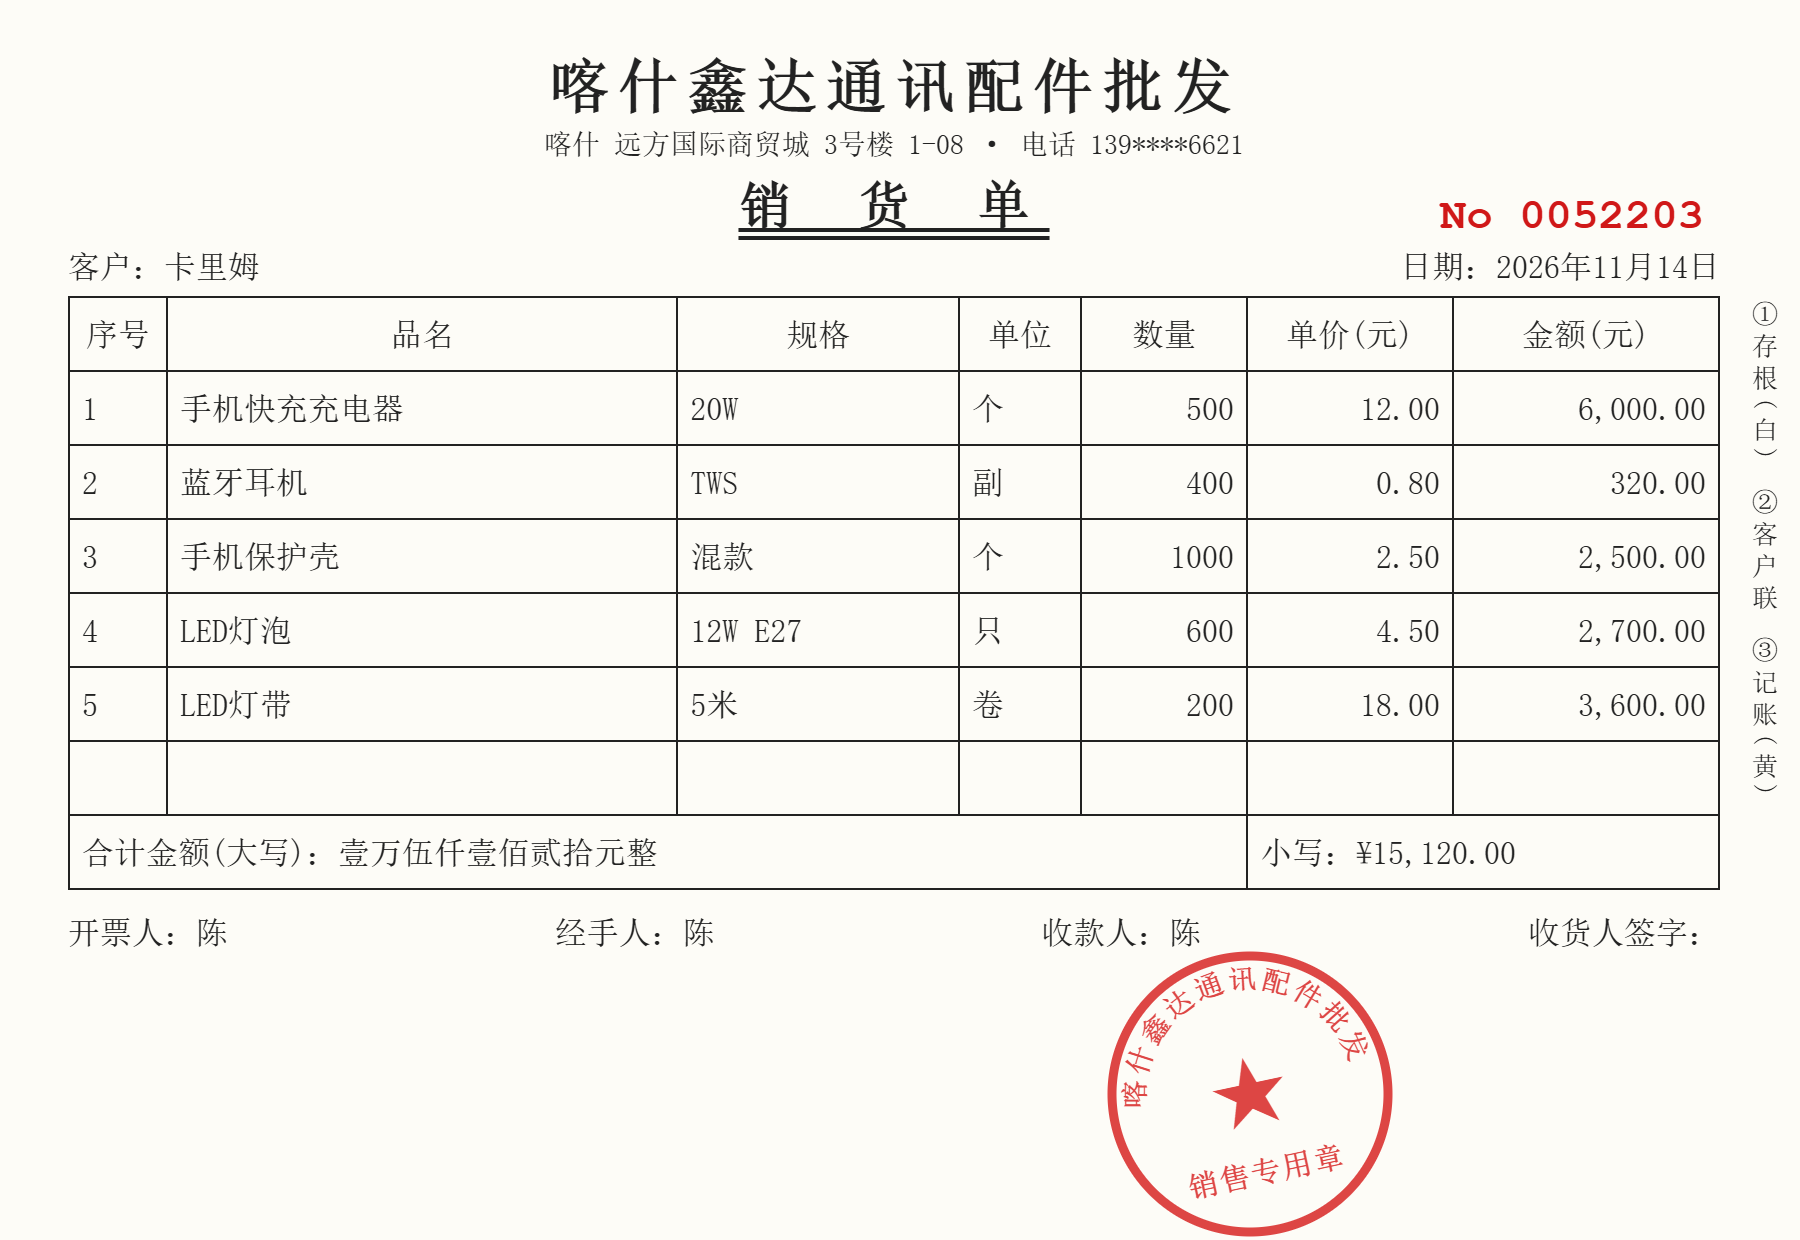 喀什鑫达通讯配件批发
喀什 远方国际商贸城 3号楼 1-08 • 电话 139****6621
销 货 单
No 0052203
客户：卡里姆 日期：2026年11月14日
序号 品名 规格 单位 数量 单价(元) 金额(元)
1 手机快充充电器 20W 个 500 12.00 6,000.00
2 蓝牙耳机 TWS 副 400 0.80 320.00
3 手机保护壳 混款 个 1000 2.50 2,500.00
4 LED灯泡 12W E27 只 600 4.50 2,700.00
5 LED灯带 5米 卷 200 18.00 3,600.00
合计金额(大写)：壹万伍仟壹佰贰拾元整 小写：¥15,120.00
开票人：陈 经手人：陈 收款人：陈 收货人签字：
①存根（白） ②客户联 ③记账（黄）
喀什鑫达通讯配件批发
销售专用章